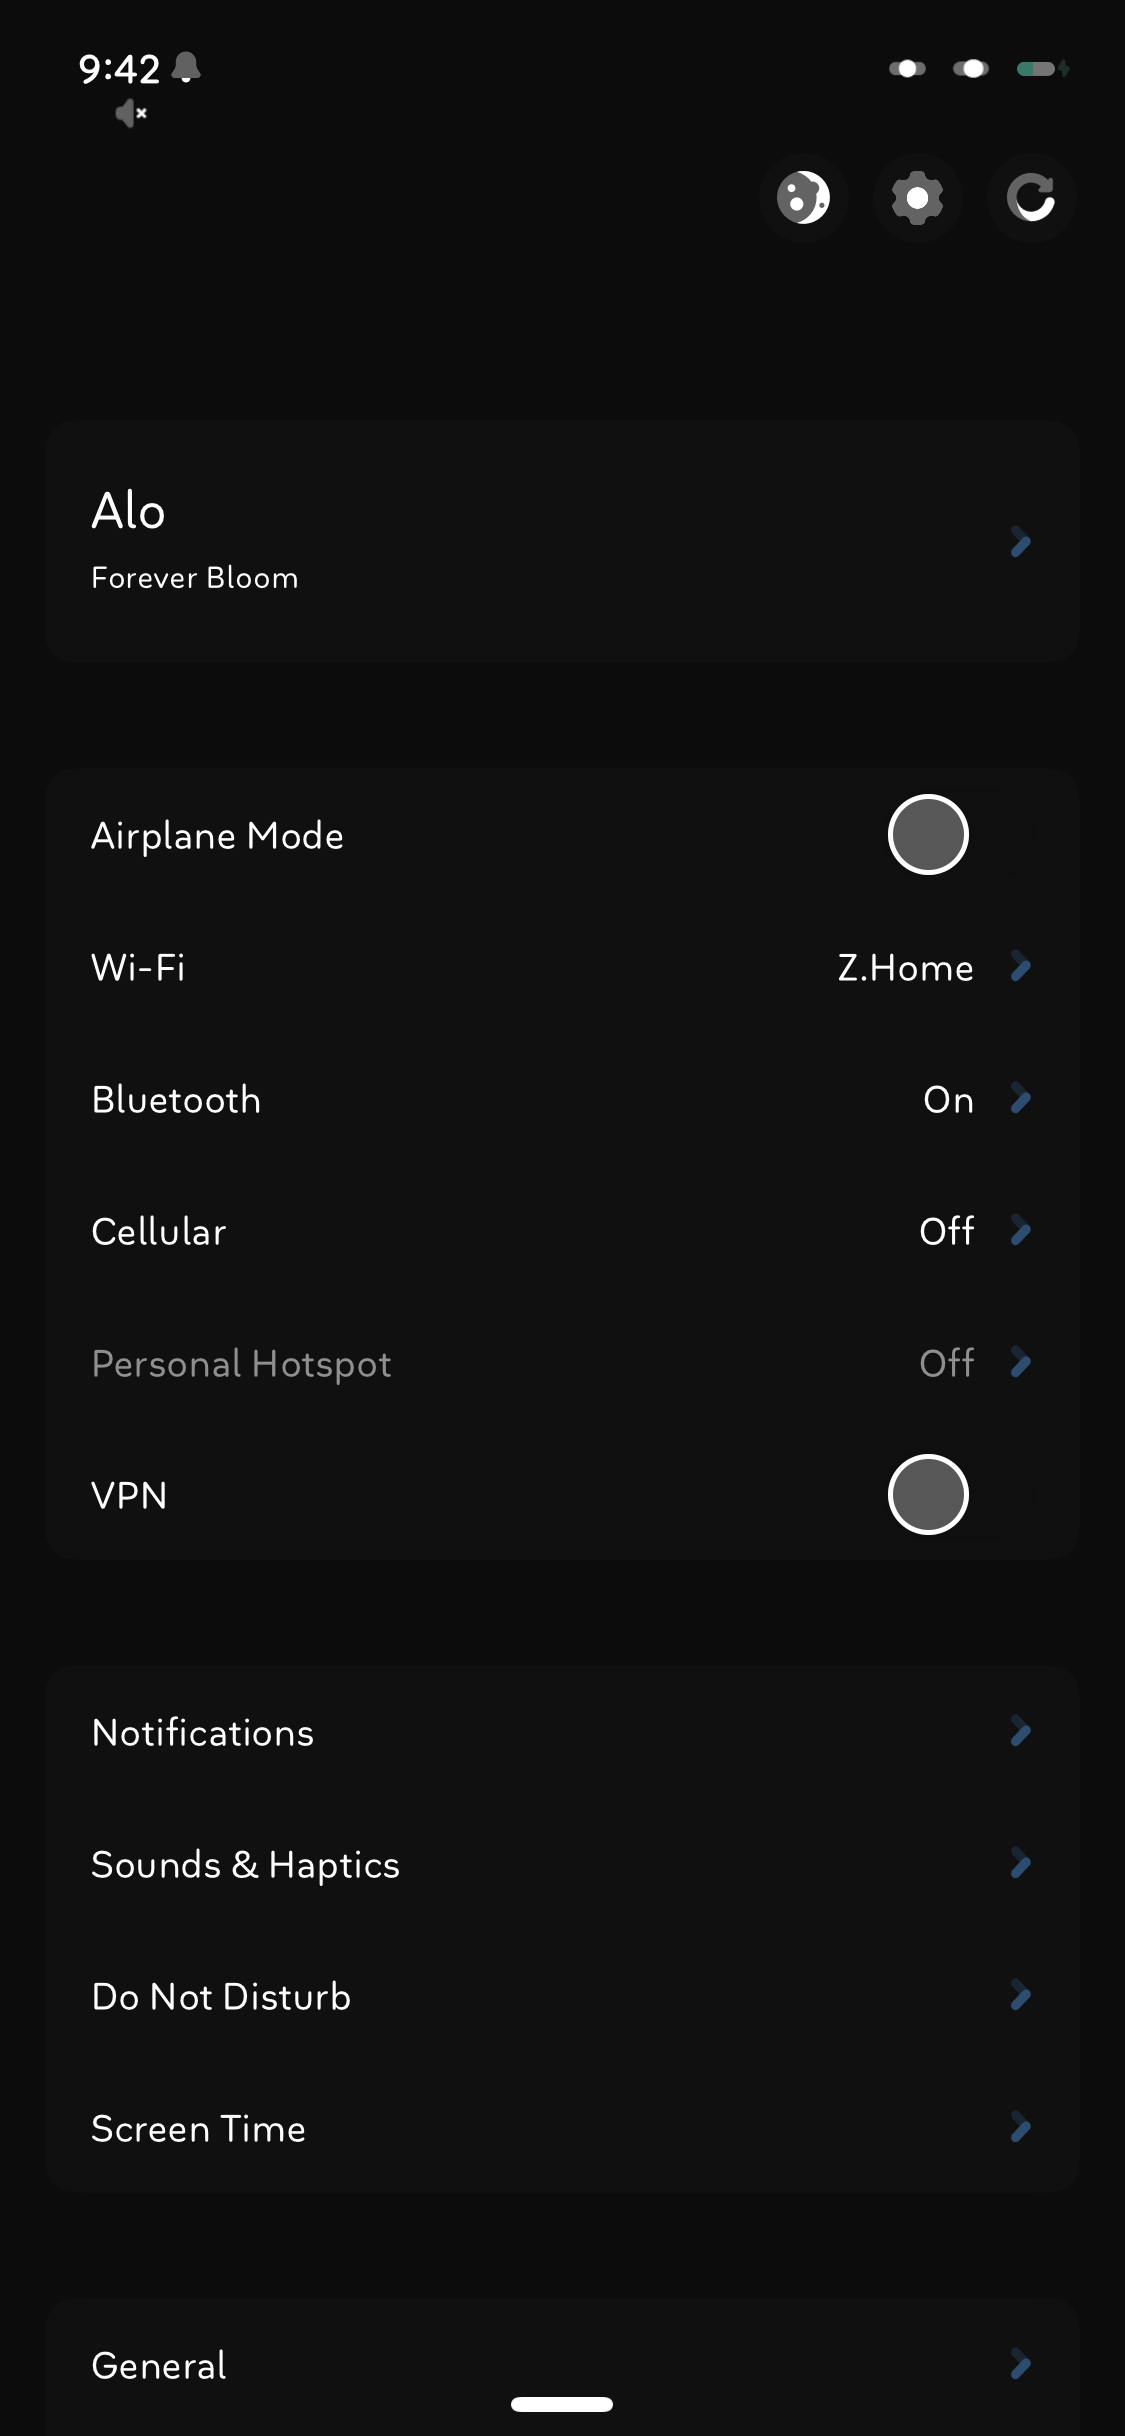 9:42
Alo
Forever Bloom
Airplane Mode
Wi-Fi Z.Home
Bluetooth On
Cellular Off
Personal Hotspot Off
VPN
Notifications
Sounds & Haptics
Do Not Disturb
Screen Time
General